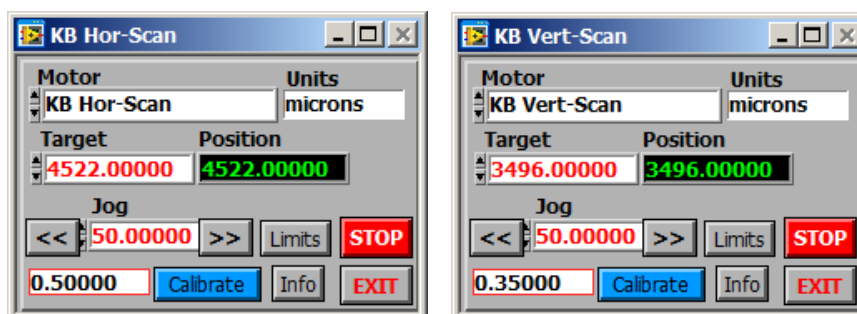 KB Hor-Scan
Motor Units
KB Hor-Scan microns
Target Position
4522.00000 4522.00000
Jog
<< 50.00000 >> Limits STOP
0.50000 Calibrate Info EXIT
KB Vert-Scan
Motor Units
KB Vert-Scan microns
Target Position
3496.00000 3496.00000
Jog
<< 50.00000 >> Limits STOP
0.35000 Calibrate Info EXIT